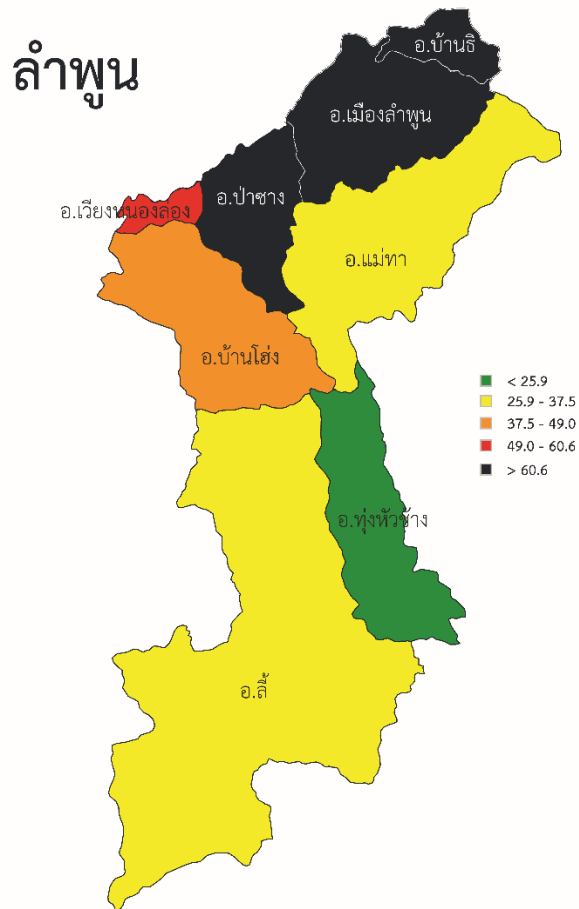 ลำพูน
อ.บ้านธิ
อ.เมืองลำพูน
อ.ป่าซาง
อ.เวียงหนองล่อง
อ.แม่ทา
อ.บ้านโฮ่ง
< 25.9
25.9 - 37.5
37.5 - 49.0
49.0 - 60.6
> 60.6
อ.ทุ่งหัวช้าง
อ.ลี้